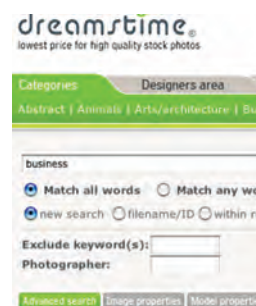 dreamstime®
lowest price for high quality stock photos
Categories Designers area
Abstract | Animals | Arts/architecture | Bu
business
Match all words Match any wo
new search filename/ID within r
Exclude keyword(s):
Photographer:
Advanced search Image properties Model properti